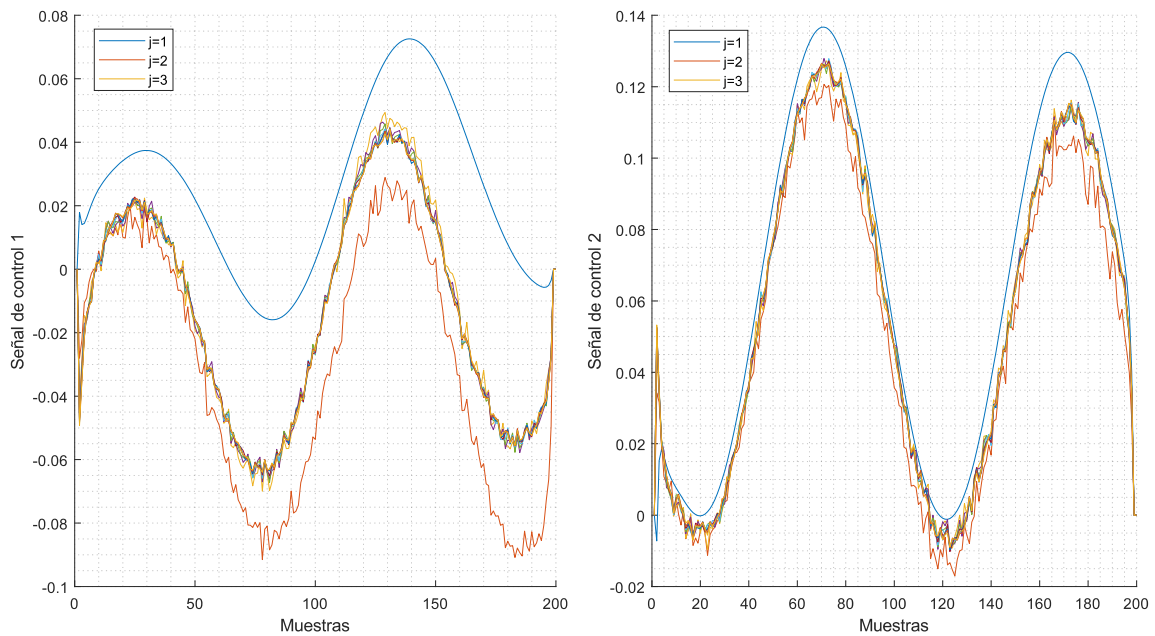 0.08
0.06
0.04
0.02
0
-0.02
-0.04
-0.06
-0.08
-0.1
Señal de control 1
j=1
j=2
j=3
0 50 100 150 200
Muestras
0.14
0.12
0.1
0.08
0.06
0.04
0.02
0
-0.02
Señal de control 2
j=1
j=2
j=3
0 20 40 60 80 100 120 140 160 180 200
Muestras